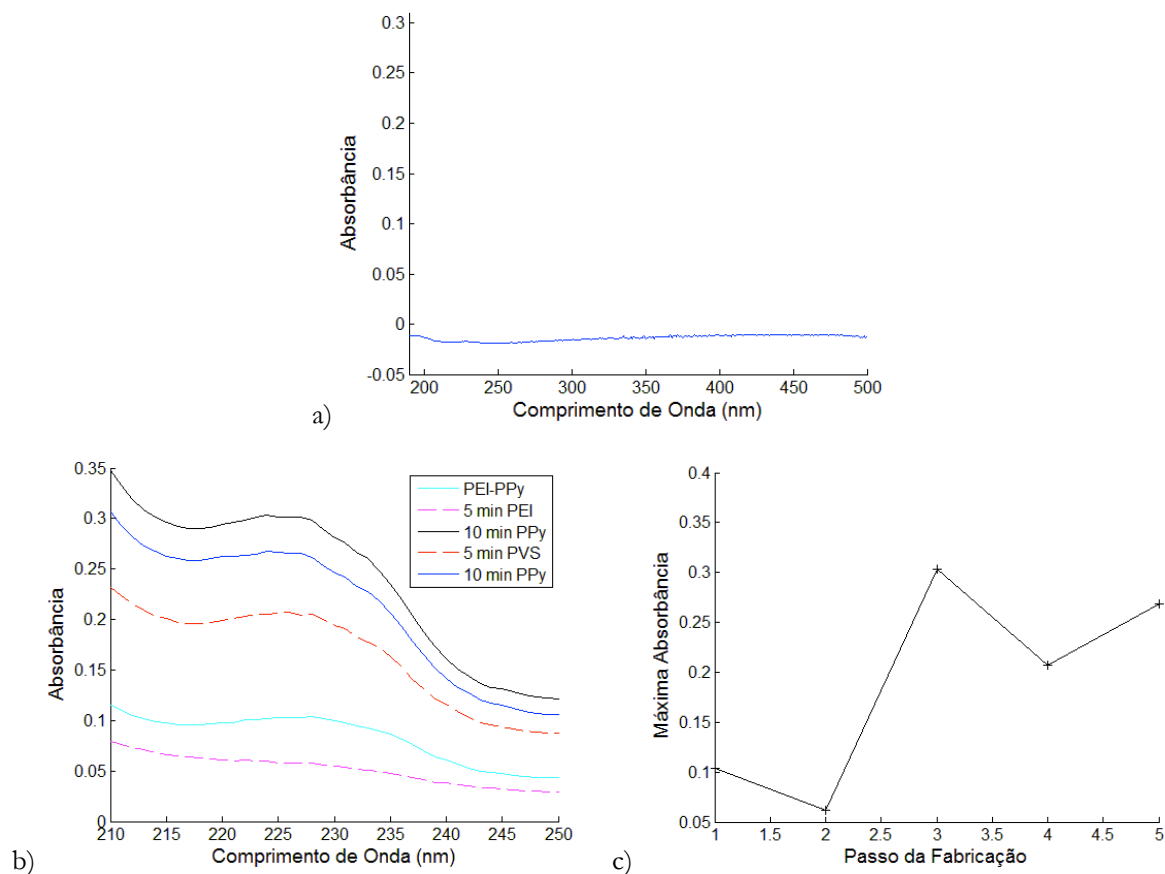 0.3
0.25
0.2
0.15
0.1
0.05
0
-0.05
Absorbância
200 250 300 350 400 450 500
Comprimento de Onda (nm)
a)
0.35
0.3
0.25
0.2
0.15
0.1
0.05
0
Absorbância
PEI-PPy
5 min PEI
10 min PPy
5 min PVS
10 min PPy
210 215 220 225 230 235 240 245 250
Comprimento de Onda (nm)
b)
0.4
0.35
0.3
0.25
0.2
0.15
0.1
0.05
Máxima Absorbância
1 1.5 2 2.5 3 3.5 4 4.5 5
Passo da Fabricação
c)